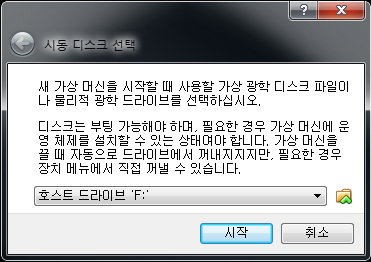 시동 디스크 선택
새 가상 머신을 시작할 때 사용할 가상 광학 디스크 파일이
나 물리적 광학 드라이브를 선택하십시오.
디스크는 부팅 가능해야 하며, 필요한 경우 가상 머신에 운
영 체제를 설치할 수 있는 상태여야 합니다. 가상 머신을
끌 때 자동으로 드라이브에서 꺼내지지지만, 필요한 경우
장치 메뉴에서 직접 꺼낼 수 있습니다.
호스트 드라이브 'F:'
시작 취소